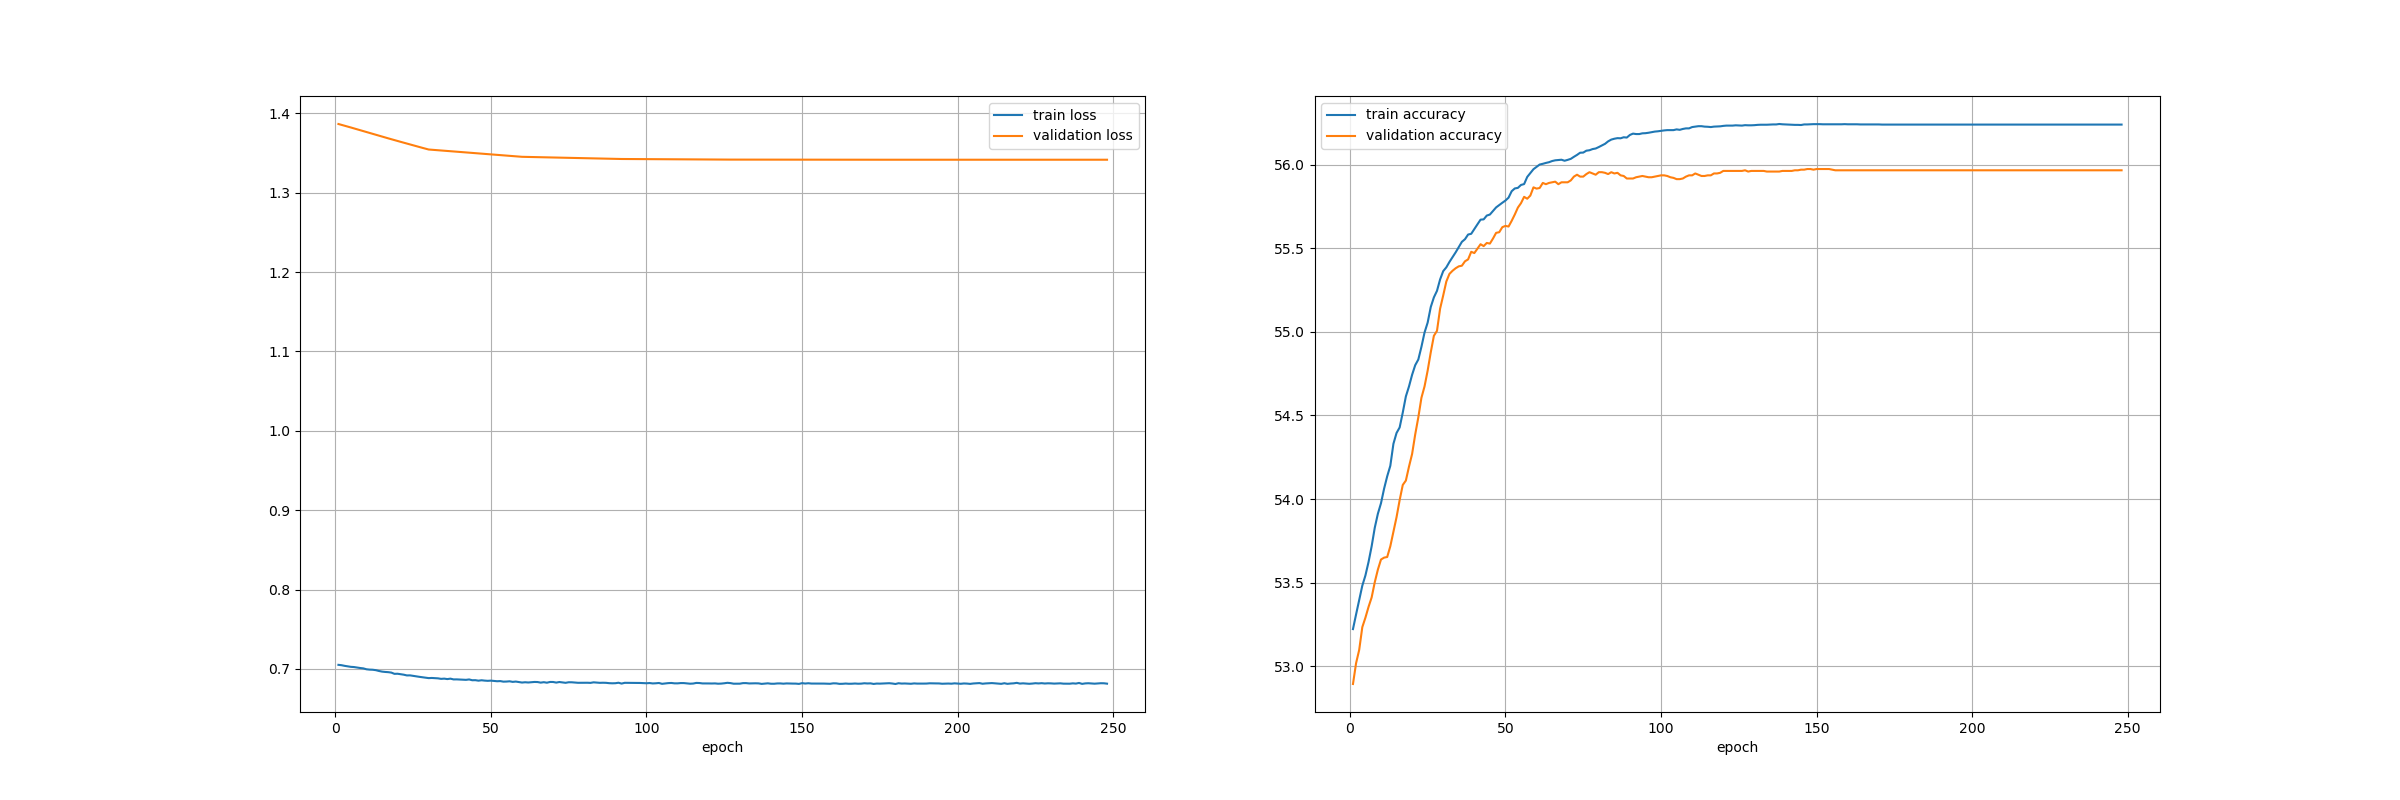 1.4
1.3
1.2
1.1
1.0
0.9
0.8
0.7
0 50 100 150 200 250
epoch
train loss
validation loss
56.0
55.5
55.0
54.5
54.0
53.5
53.0
0 50 100 150 200 250
epoch
train accuracy
validation accuracy